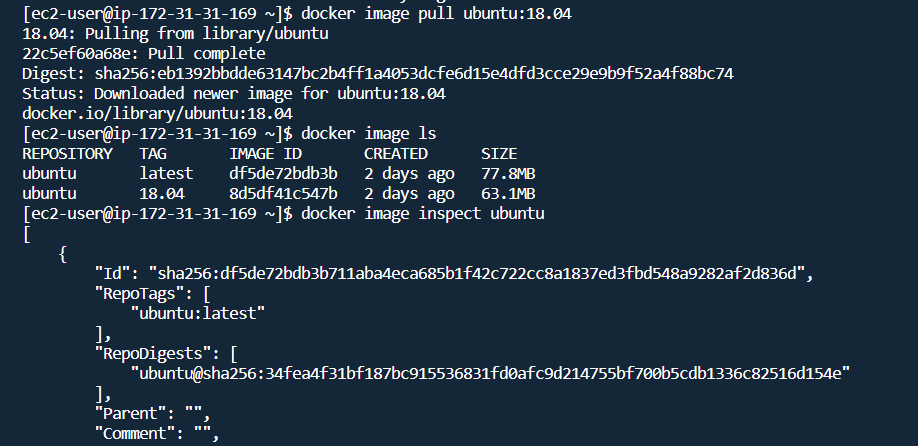 [ec2-user@ip-172-31-31-169 ~]$ docker image pull ubuntu:18.04
18.04: Pulling from library/ubuntu
22c5ef60a68e: Pull complete
Digest: sha256:eb1392bbdde63147bc2b4ff1a4053dcfe6d15e4dfd3cce29e9b9f52a4f88bc74
Status: Downloaded newer image for ubuntu:18.04
docker.io/library/ubuntu:18.04
[ec2-user@ip-172-31-31-169 ~]$ docker image ls
REPOSITORY   TAG       IMAGE ID       CREATED      SIZE
ubuntu       latest    df5de72bdb3b   2 days ago   77.8MB
ubuntu       18.04     8d5df41c547b   2 days ago   63.1MB
[ec2-user@ip-172-31-31-169 ~]$ docker image inspect ubuntu
[
    {
        "Id": "sha256:df5de72bdb3b711aba4eca685b1f42c722cc8a1837ed3fbd548a9282af2d836d",
        "RepoTags": [
            "ubuntu:latest"
        ],
        "RepoDigests": [
            "ubuntu@sha256:34fea4f31bf187bc915536831fd0afc9d214755bf700b5cdb1336c82516d154e"
        ],
        "Parent": "",
        "Comment": "",